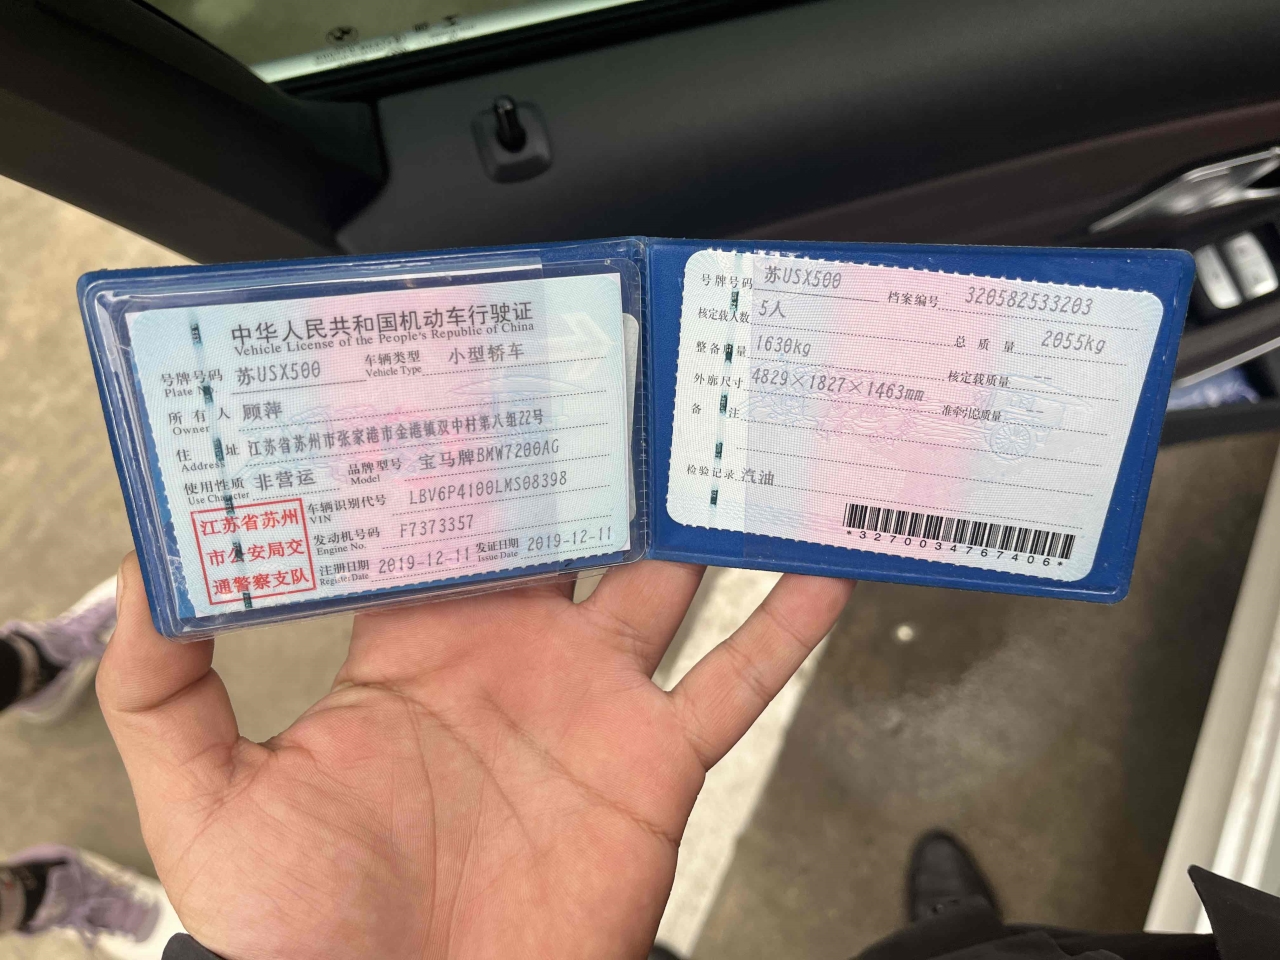 中华人民共和国机动车行驶证
Vehicle License of the People's Republic of China
号牌号码 苏USX500 车辆类型 小型轿车
Plate No. Vehicle Type
所有人 顾萍
Owner
住址 江苏省苏州市张家港市金港镇双中村第八组22号
Address
使用性质 非营运 品牌型号 宝马牌BMW7200AG
Use Character Model
车辆识别代号 LBV6P4100LMS08398
VIN
发动机号码 F7373357
Engine No.
注册日期 2019-12-11 发证日期 2019-12-11
Register Date Issue Date
江苏省苏州
市公安局交
通警察支队
号牌号码 苏USX500 档案编号 320582533203
核定载人数 5人 总质量 2055kg
整备质量 1630kg 核定载质量 --
外廓尺寸 4829×1827×1463mm 准牵引总质量 --
备注
检验记录 汽油
*3270034767406*